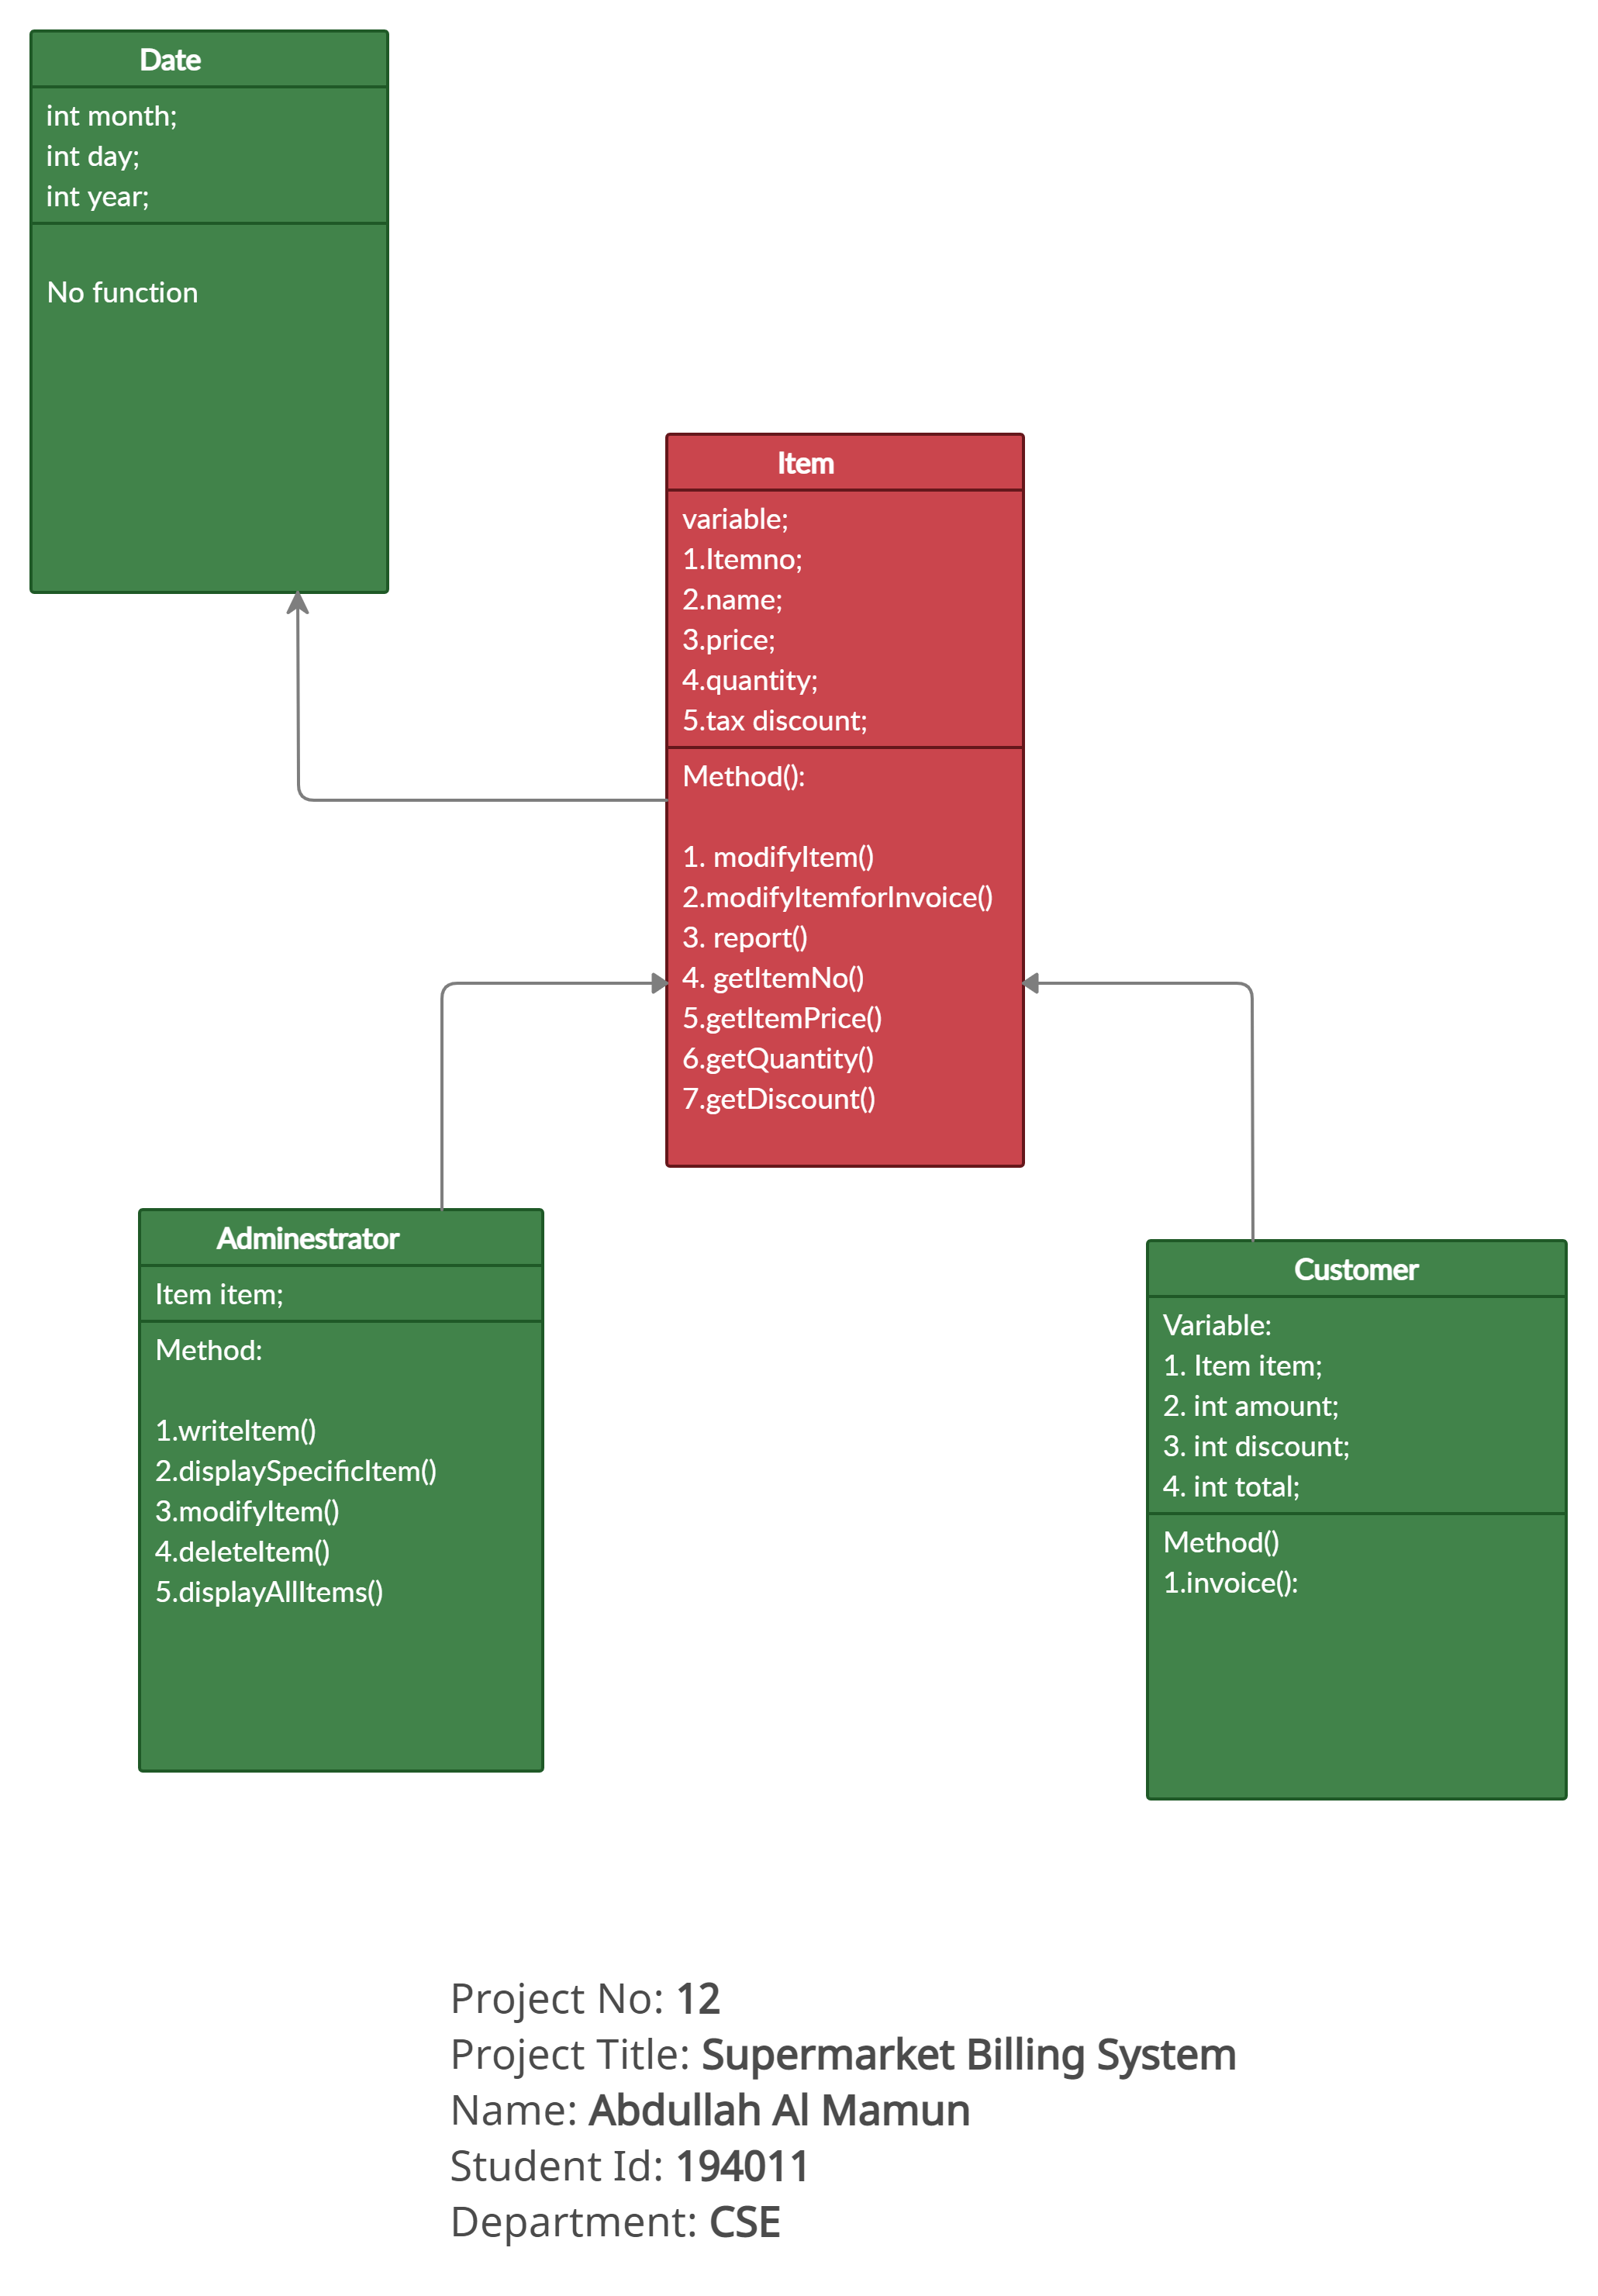 Date
int month;
int day;
int year;
No function
Item
variable;
1.Itemno;
2.name;
3.price;
4.quantity;
5.tax discount;
Method():
1. modifyItem()
2.modifyItemforInvoice()
3. report()
4. getItemNo()
5.getItemPrice()
6.getQuantity()
7.getDiscount()
Adminestrator
Item item;
Method:
1.writeItem()
2.displaySpecificItem()
3.modifyItem()
4.deleteItem()
5.displayAllItems()
Customer
Variable:
1. Item item;
2. int amount;
3. int discount;
4. int total;
Method()
1.invoice():
Project No: 12
Project Title: Supermarket Billing System
Name: Abdullah Al Mamun
Student Id: 194011
Department: CSE